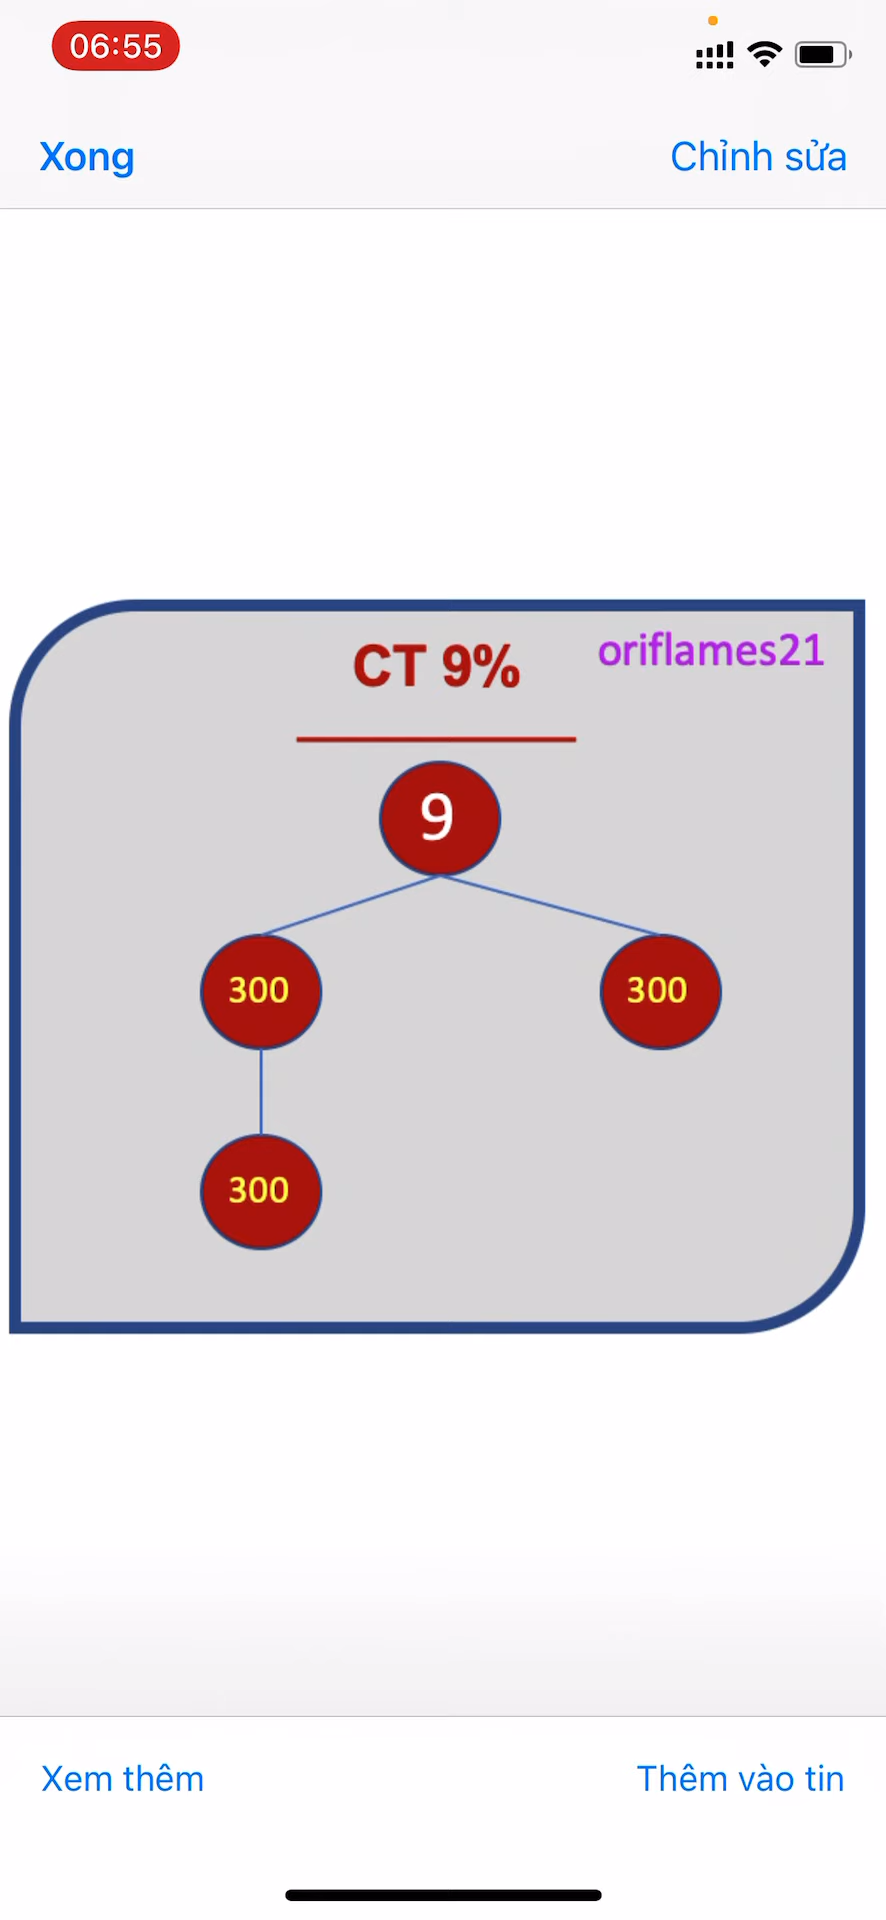 06:55
Xong
Chỉnh sửa
CT 9%
oriflames21
9
300
300
300
Xem thêm
Thêm vào tin